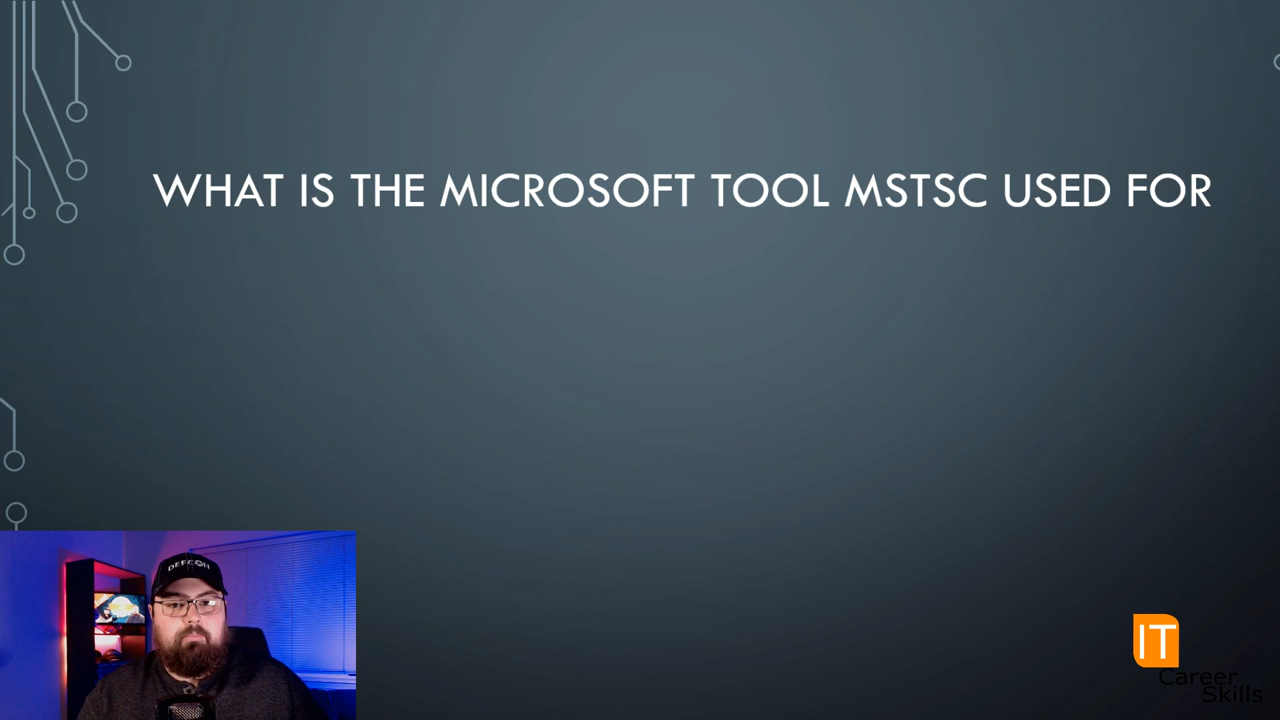 WHAT IS THE MICROSOFT TOOL MSTSC USED FOR
DEFCON
IT
Career
Skills